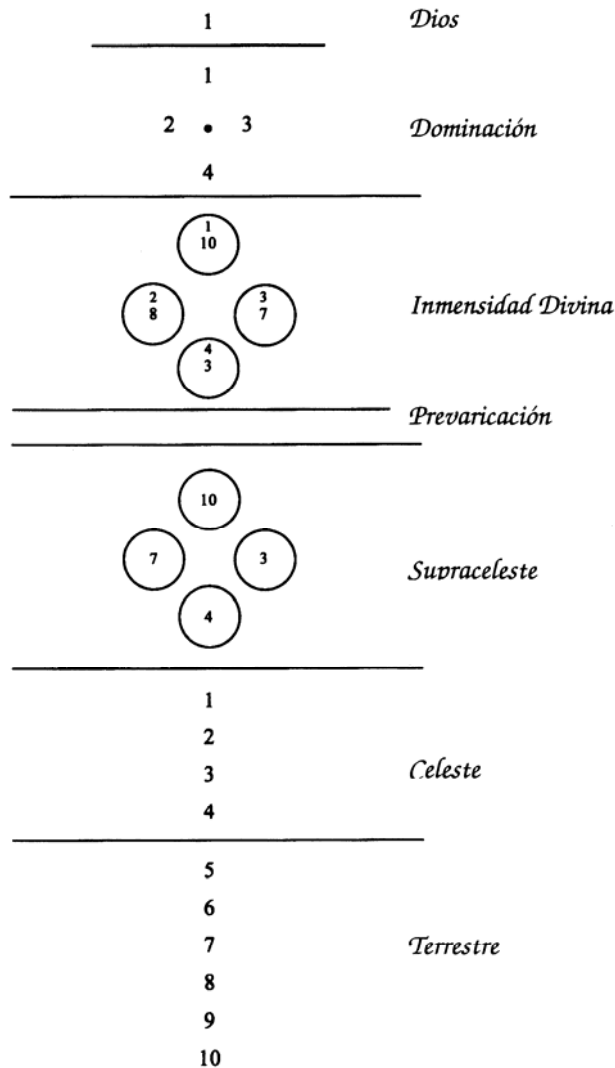 1 Dios
1
2 • 3 Dominación
4
1
10
2 3 Inmensidad Divina
8 7
4
3
Prevaricación
10
7 3 Supraceleste
4
1
2
3 Celeste
4
5
6
7 Terrestre
8
9
10